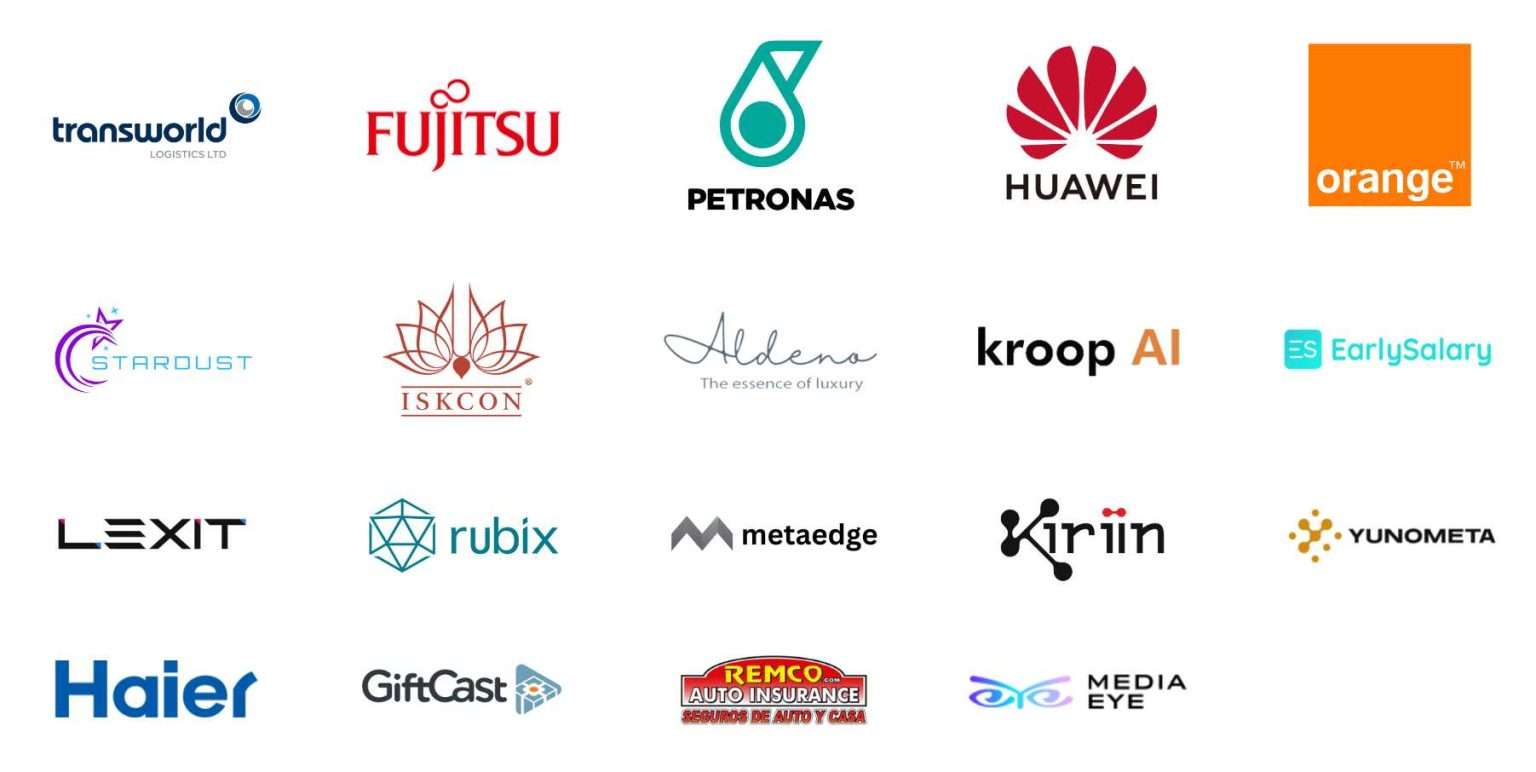 transworld
LOGISTICS LTD
FUJITSU
PETRONAS
HUAWEI
orange™
STARDUST
ISKCON®
Aldeno
The essence of luxury
kroop AI
ES EarlySalary
LEXIT
rubix
metaedge
Kiriin
YUNOMETA
Haier
GiftCast
REMCO.COM
AUTO INSURANCE
SEGUROS DE AUTO Y CASA
MEDIA
EYE